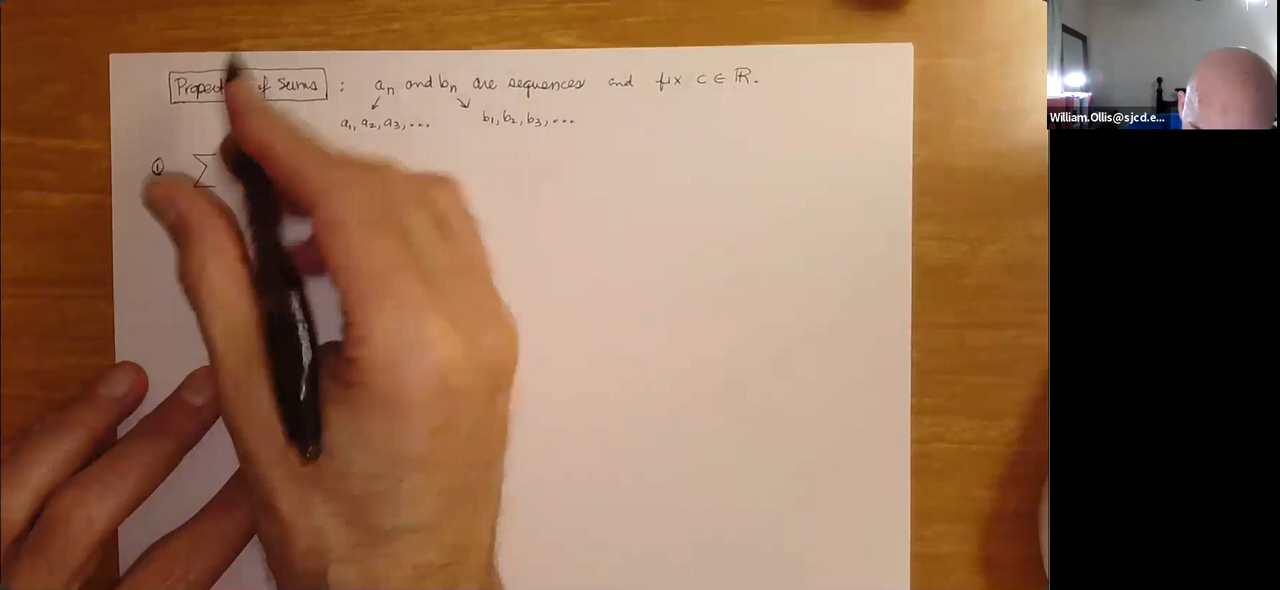 Properties of Sums : aₙ and bₙ are sequences and fix c ∈ ℝ.
a₁, a₂, a₃, ... b₁, b₂, b₃, ...
① Σ
William.Ollis@sjcd.e...